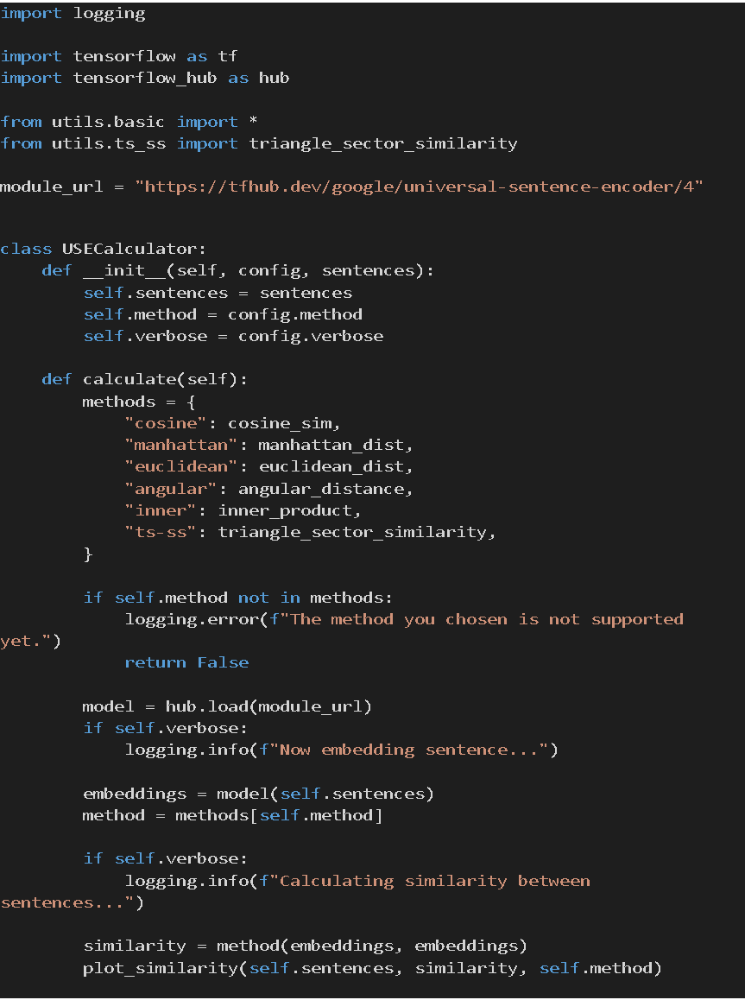 import logging
import tensorflow as tf
import tensorflow_hub as hub
from utils.basic import *
from utils.ts_ss import triangle_sector_similarity
module_url = "https://tfhub.dev/google/universal-sentence-encoder/4"
class USECalculator:
    def __init__(self, config, sentences):
        self.sentences = sentences
        self.method = config.method
        self.verbose = config.verbose
    def calculate(self):
        methods = {
            "cosine": cosine_sim,
            "manhattan": manhattan_dist,
            "euclidean": euclidean_dist,
            "angular": angular_distance,
            "inner": inner_product,
            "ts-ss": triangle_sector_similarity,
        }
        if self.method not in methods:
            logging.error(f"The method you chosen is not supported
yet.")
            return False
        model = hub.load(module_url)
        if self.verbose:
            logging.info(f"Now embedding sentence...")
        embeddings = model(self.sentences)
        method = methods[self.method]
        if self.verbose:
            logging.info(f"Calculating similarity between
sentences...")
        similarity = method(embeddings, embeddings)
        plot_similarity(self.sentences, similarity, self.method)